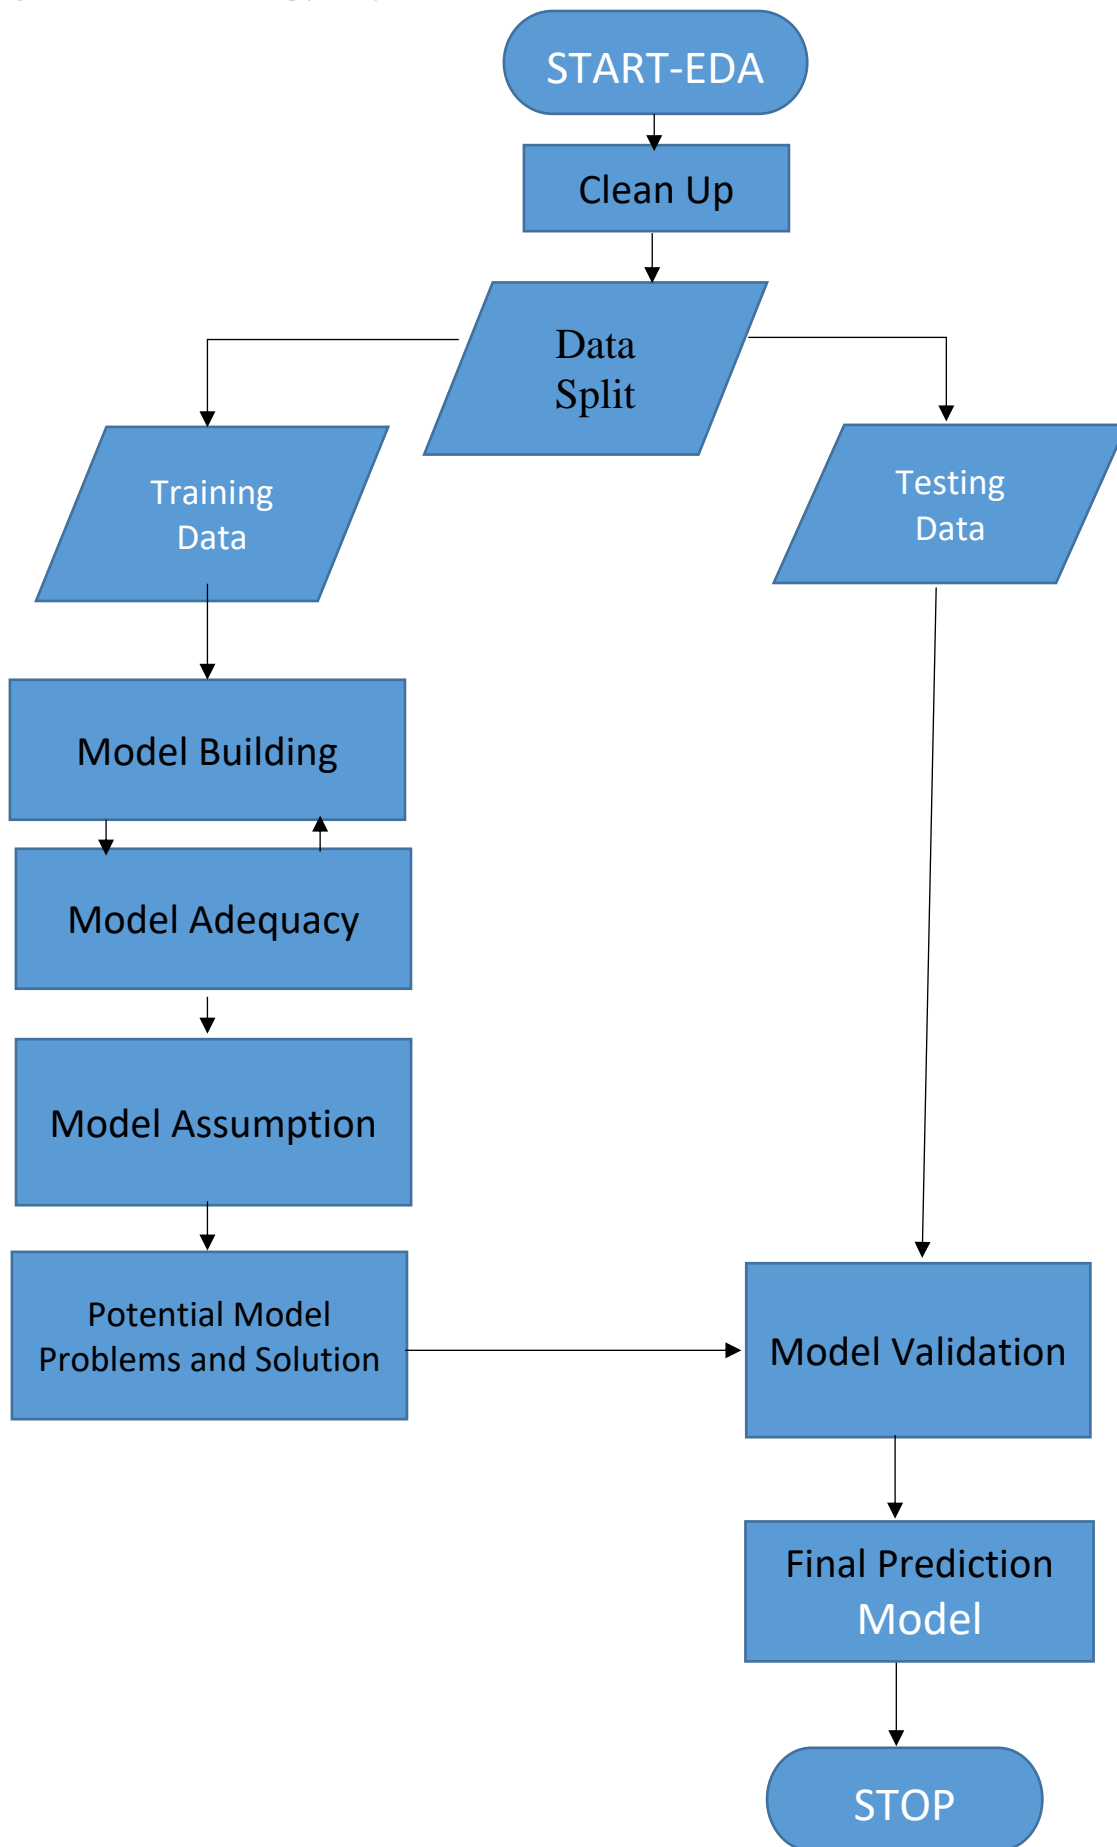 START-EDA
Clean Up
Data
Split
Training
Data
Testing
Data
Model Building
Model Adequacy
Model Assumption
Potential Model
Problems and Solution
Model Validation
Final Prediction
Model
STOP